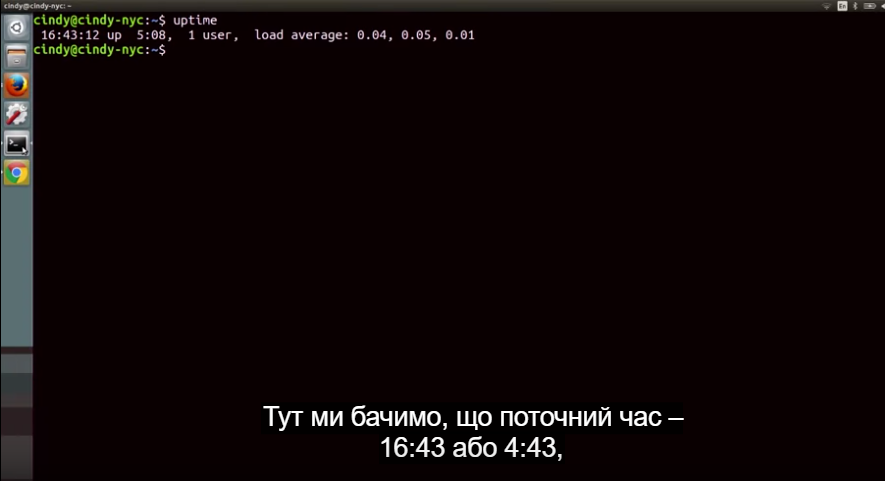 cindy@cindy-nyc: ~
En
cindy@cindy-nyc:~$ uptime
16:43:12 up  5:08,  1 user,  load average: 0.04, 0.05, 0.01
cindy@cindy-nyc:~$
Тут ми бачимо, що поточний час –
16:43 або 4:43,